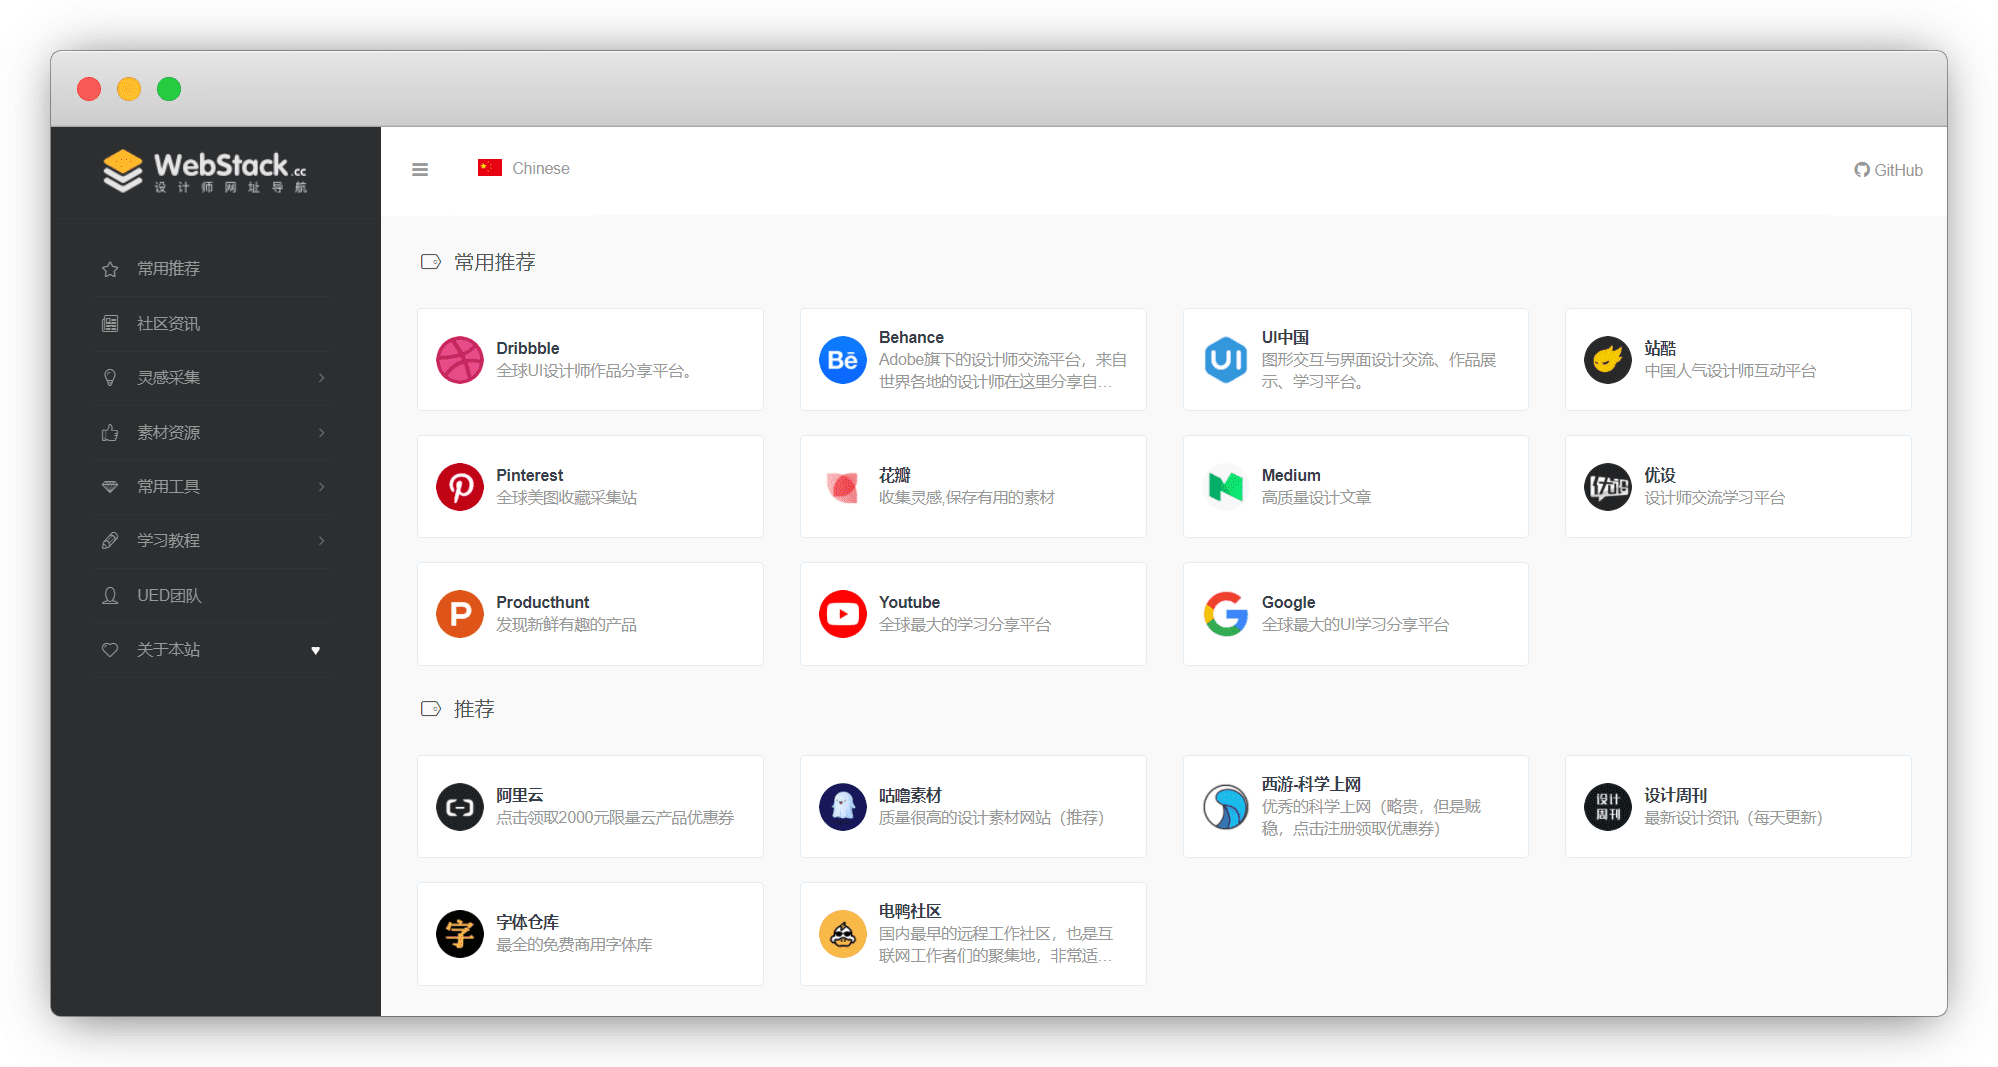 WebStack.cc
设计师网址导航
Chinese
GitHub
常用推荐
社区资讯
灵感采集
素材资源
常用工具
学习教程
UED团队
关于本站
常用推荐
Dribbble
全球UI设计师作品分享平台。
Bē
Behance
Adobe旗下的设计师交流平台，来自
世界各地的设计师在这里分享自...
UI
UI中国
图形交互与界面设计交流、作品展
示、学习平台。
站酷
中国人气设计师互动平台
Pinterest
全球美图收藏采集站
花瓣
收集灵感,保存有用的素材
Medium
高质量设计文章
优设
优设
设计师交流学习平台
P
Producthunt
发现新鲜有趣的产品
Youtube
全球最大的学习分享平台
G
Google
全球最大的UI学习分享平台
推荐
阿里云
点击领取2000元限量云产品优惠券
咕噜素材
质量很高的设计素材网站（推荐）
西游-科学上网
优秀的科学上网（略贵，但是贼
稳，点击注册领取优惠券）
设计
周刊
设计周刊
最新设计资讯（每天更新）
字
字体仓库
最全的免费商用字体库
电鸭社区
国内最早的远程工作社区，也是互
联网工作者们的聚集地，非常适...